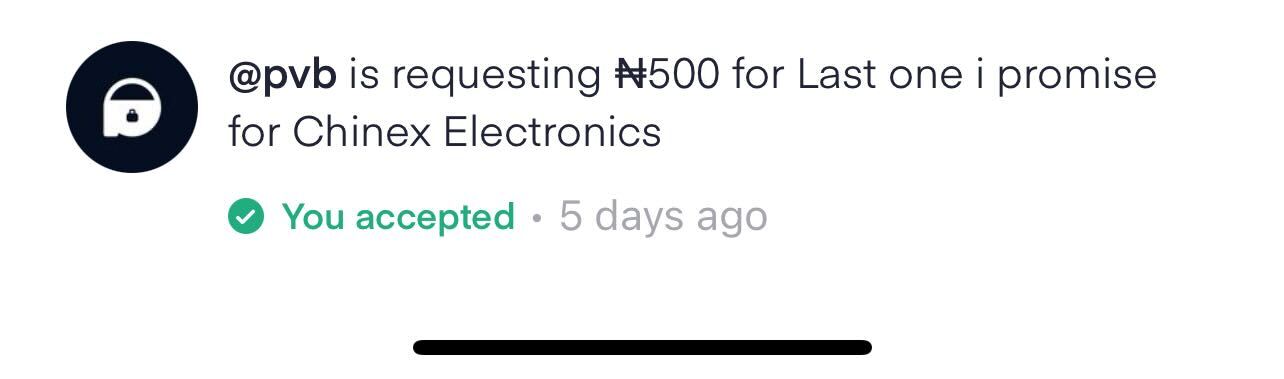 @pvb is requesting ₦500 for Last one i promise
for Chinex Electronics
You accepted • 5 days ago